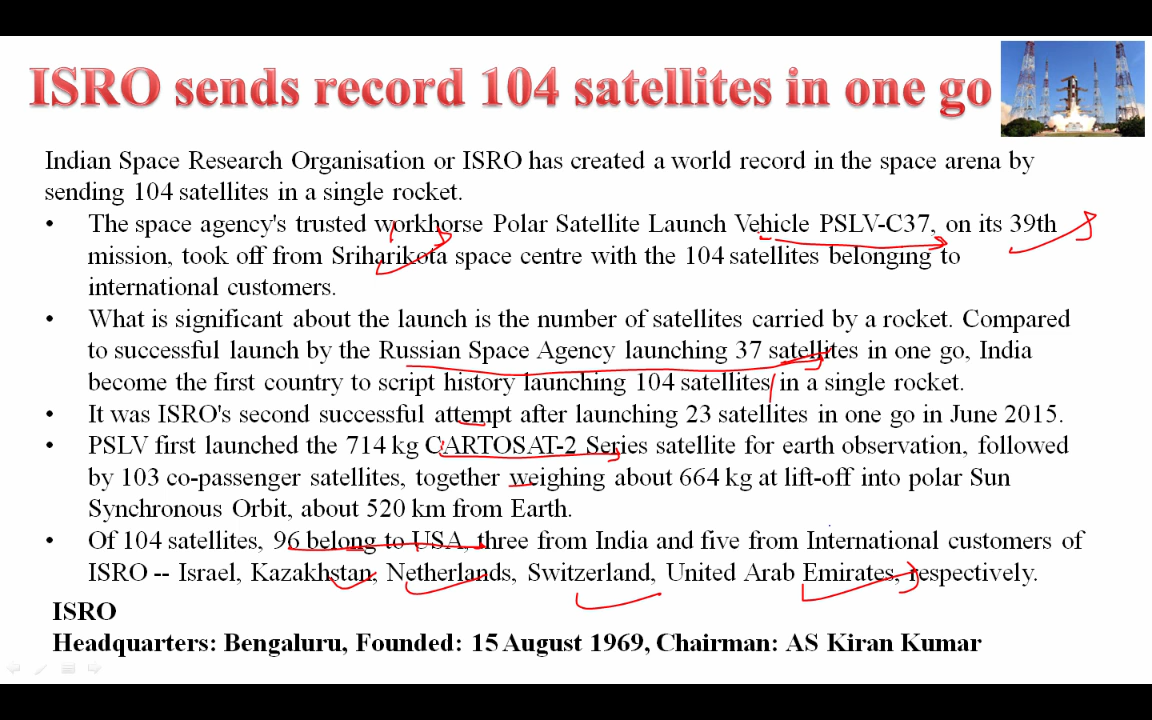 ISRO sends record 104 satellites in one go
Indian Space Research Organisation or ISRO has created a world record in the space arena by
sending 104 satellites in a single rocket.
• The space agency's trusted workhorse Polar Satellite Launch Vehicle PSLV-C37, on its 39th
mission, took off from Sriharikota space centre with the 104 satellites belonging to
international customers.
• What is significant about the launch is the number of satellites carried by a rocket. Compared
to successful launch by the Russian Space Agency launching 37 satellites in one go, India
become the first country to script history launching 104 satellites in a single rocket.
• It was ISRO's second successful attempt after launching 23 satellites in one go in June 2015.
• PSLV first launched the 714 kg CARTOSAT-2 Series satellite for earth observation, followed
by 103 co-passenger satellites, together weighing about 664 kg at lift-off into polar Sun
Synchronous Orbit, about 520 km from Earth.
• Of 104 satellites, 96 belong to USA, three from India and five from International customers of
ISRO -- Israel, Kazakhstan, Netherlands, Switzerland, United Arab Emirates, respectively.
ISRO
Headquarters: Bengaluru, Founded: 15 August 1969, Chairman: AS Kiran Kumar